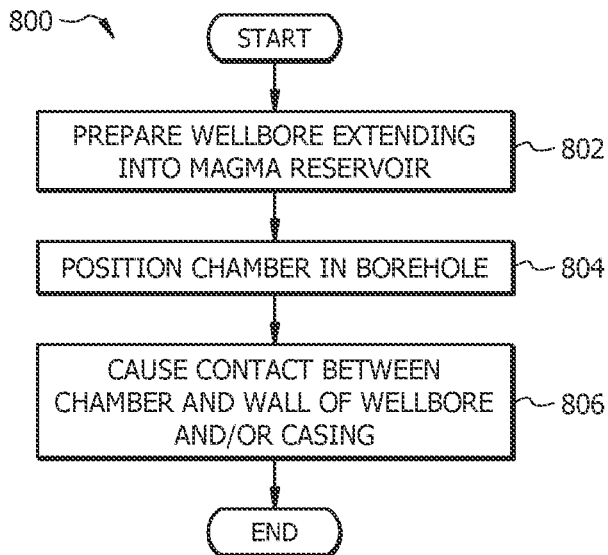 800
START
PREPARE WELLBORE EXTENDING
INTO MAGMA RESERVOIR
802
POSITION CHAMBER IN BOREHOLE
804
CAUSE CONTACT BETWEEN
CHAMBER AND WALL OF WELLBORE
AND/OR CASING
806
END